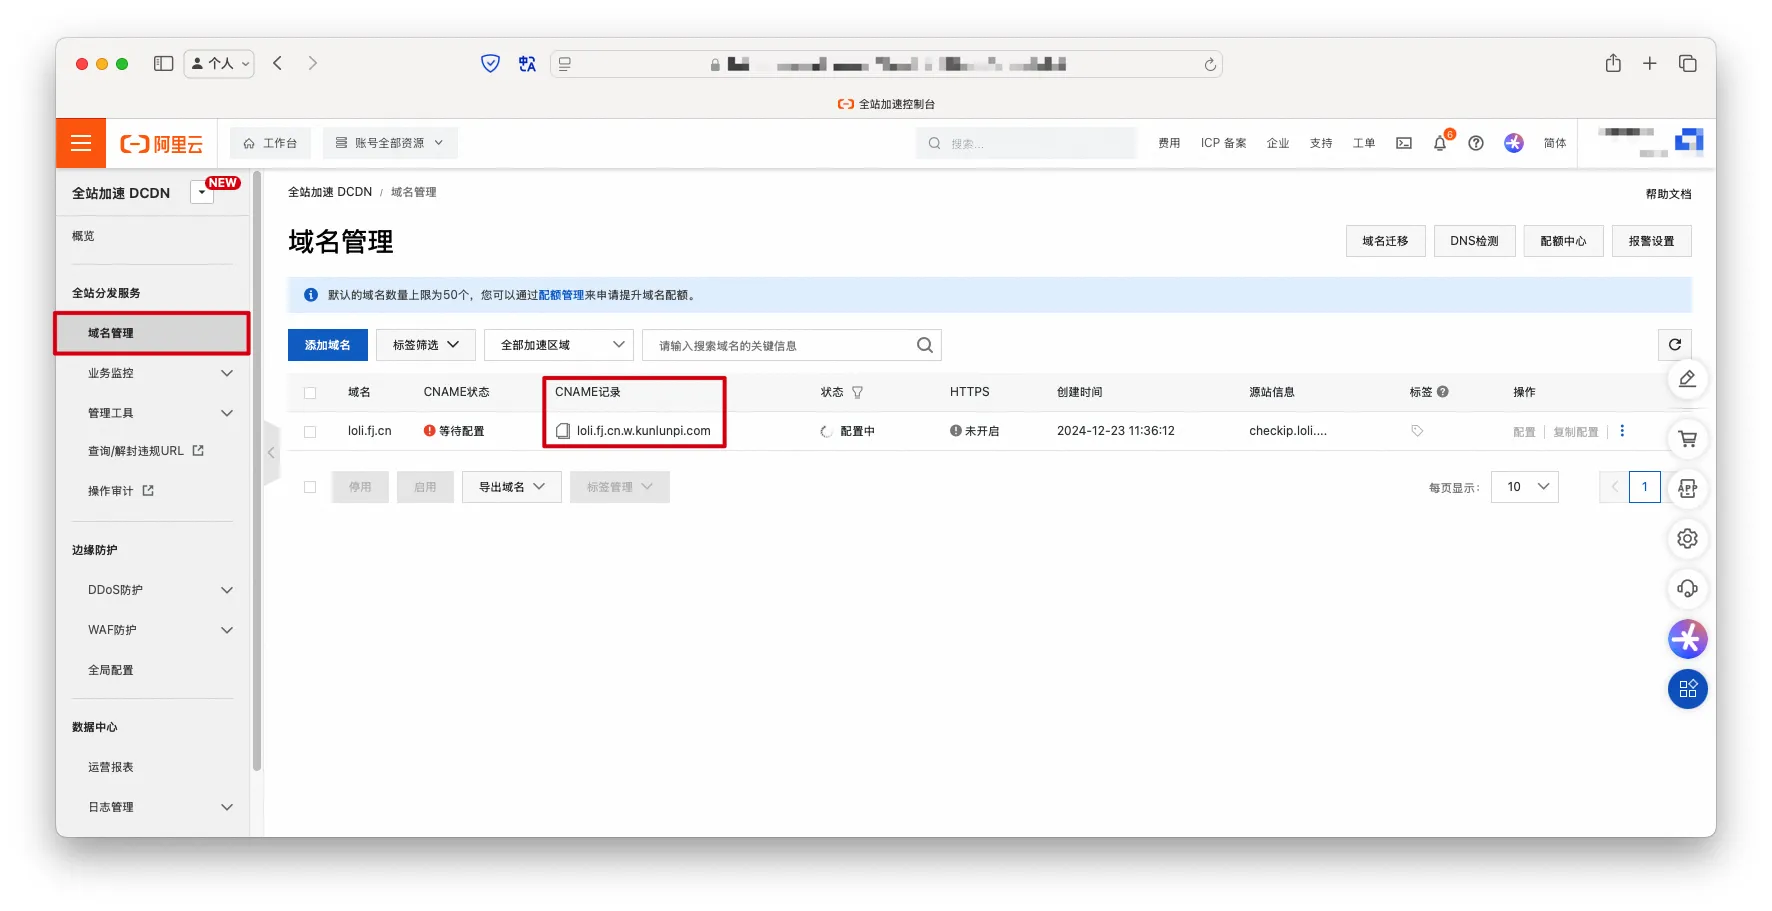 个人
全站加速控制台
阿里云 工作台 账号全部资源 搜索... 费用 ICP 备案 企业 支持 工单 6 简体
全站加速 DCDN NEW
概览
全站分发服务
域名管理
业务监控
管理工具
查询/解封违规URL
操作审计
边缘防护
DDoS防护
WAF防护
全局配置
数据中心
运营报表
日志管理
全站加速 DCDN / 域名管理 帮助文档
域名管理 域名迁移 DNS检测 配额中心 报警设置
默认的域名数量上限为50个，您可以通过配额管理来申请提升域名配额。
添加域名 标签筛选 全部加速区域 请输入搜索域名的关键信息
域名 CNAME状态 CNAME记录 状态 HTTPS 创建时间 源站信息 标签 操作
loli.fj.cn 等待配置 loli.fj.cn.w.kunlunpi.com 配置中 未开启 2024-12-23 11:36:12 checkip.loli.... 配置 复制配置
停用 启用 导出域名 标签管理 每页显示： 10 1
APP